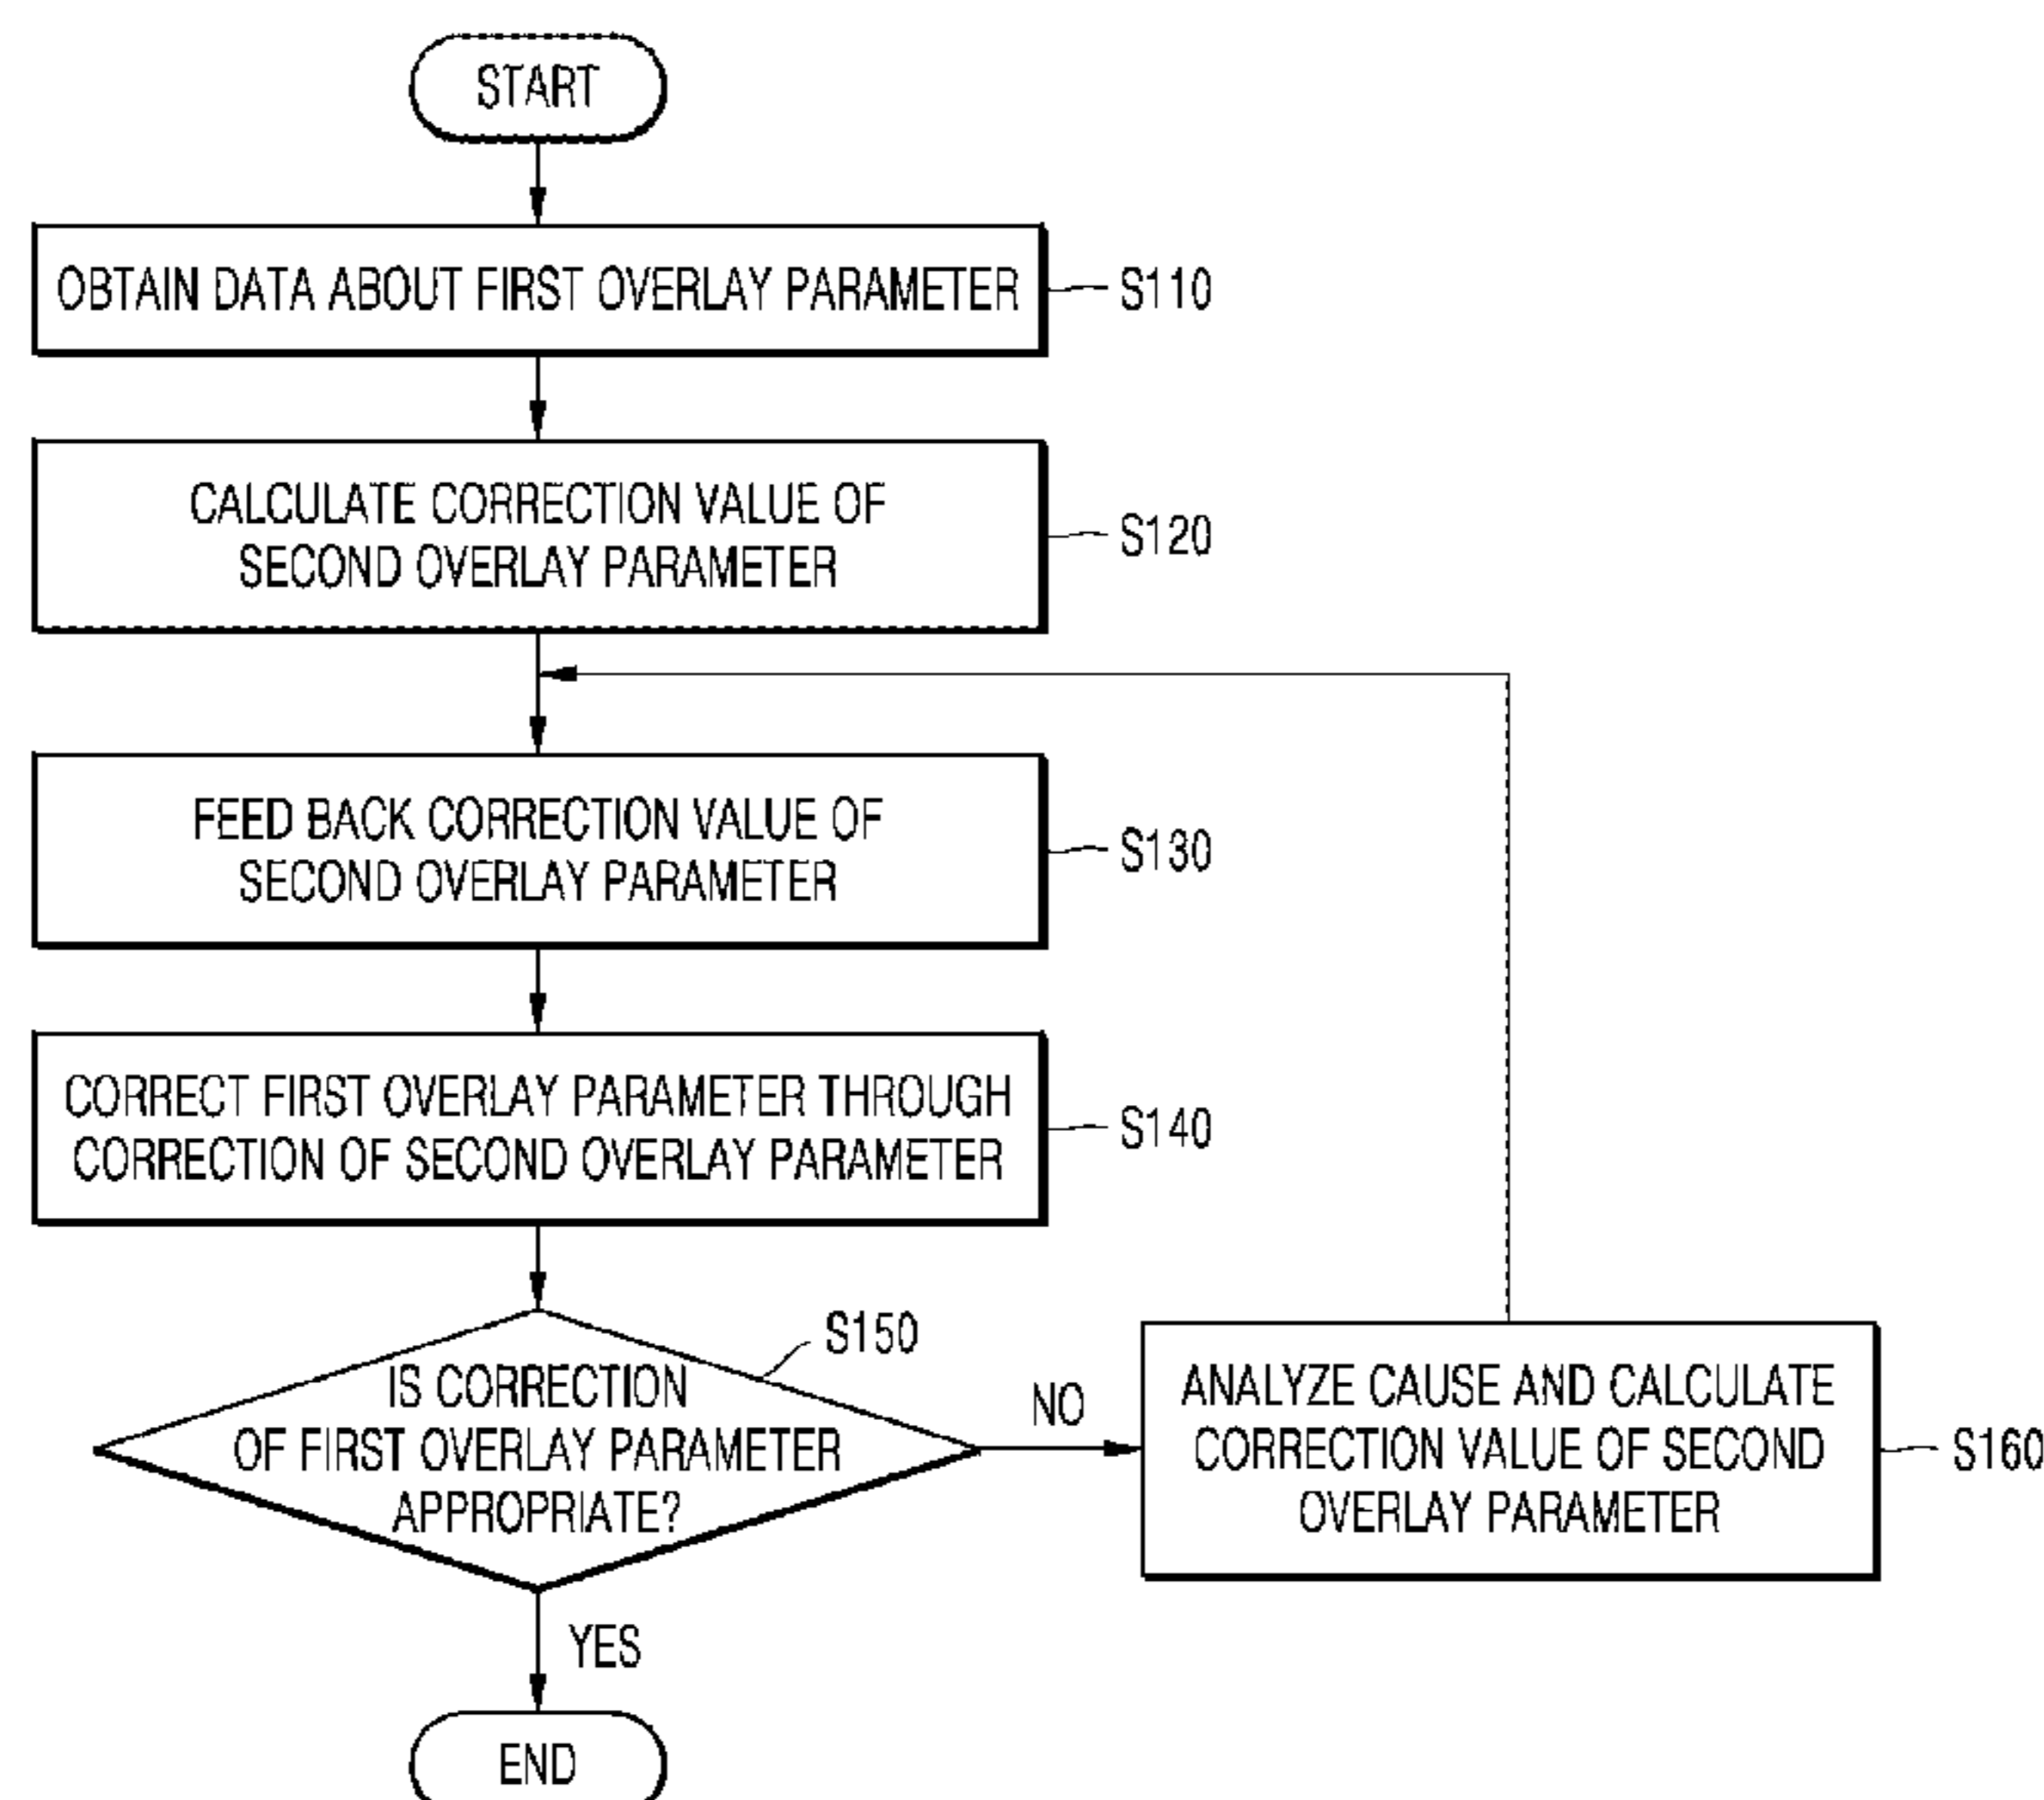 START
OBTAIN DATA ABOUT FIRST OVERLAY PARAMETER
S110
CALCULATE CORRECTION VALUE OF
SECOND OVERLAY PARAMETER
S120
FEED BACK CORRECTION VALUE OF
SECOND OVERLAY PARAMETER
S130
CORRECT FIRST OVERLAY PARAMETER THROUGH
CORRECTION OF SECOND OVERLAY PARAMETER
S140
S150
IS CORRECTION
OF FIRST OVERLAY PARAMETER
APPROPRIATE?
NO
ANALYZE CAUSE AND CALCULATE
CORRECTION VALUE OF SECOND
OVERLAY PARAMETER
S160
YES
END